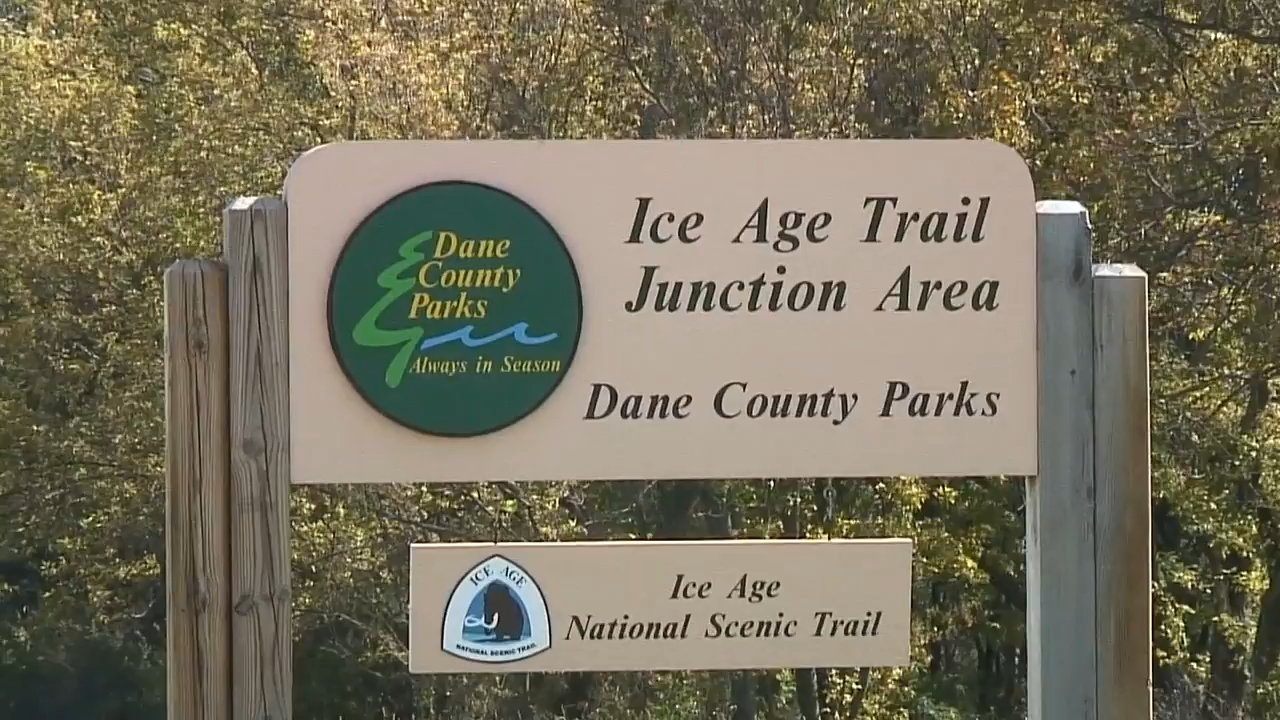 Dane
County
Parks
Always in Season
Ice Age Trail
Junction Area
Dane County Parks
ICE AGE
NATIONAL SCENIC TRAIL
Ice Age
National Scenic Trail